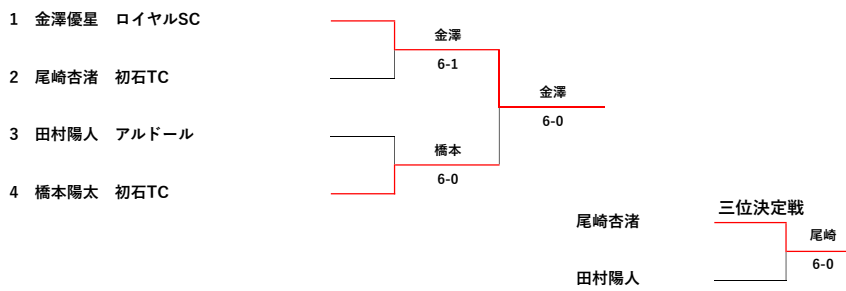 1 金澤優星 ロイヤルSC
金澤
6-1
2 尾崎杏渚 初石TC
金澤
6-0
3 田村陽人 アルドール
橋本
6-0
4 橋本陽太 初石TC
三位決定戦
尾崎杏渚
尾崎
6-0
田村陽人